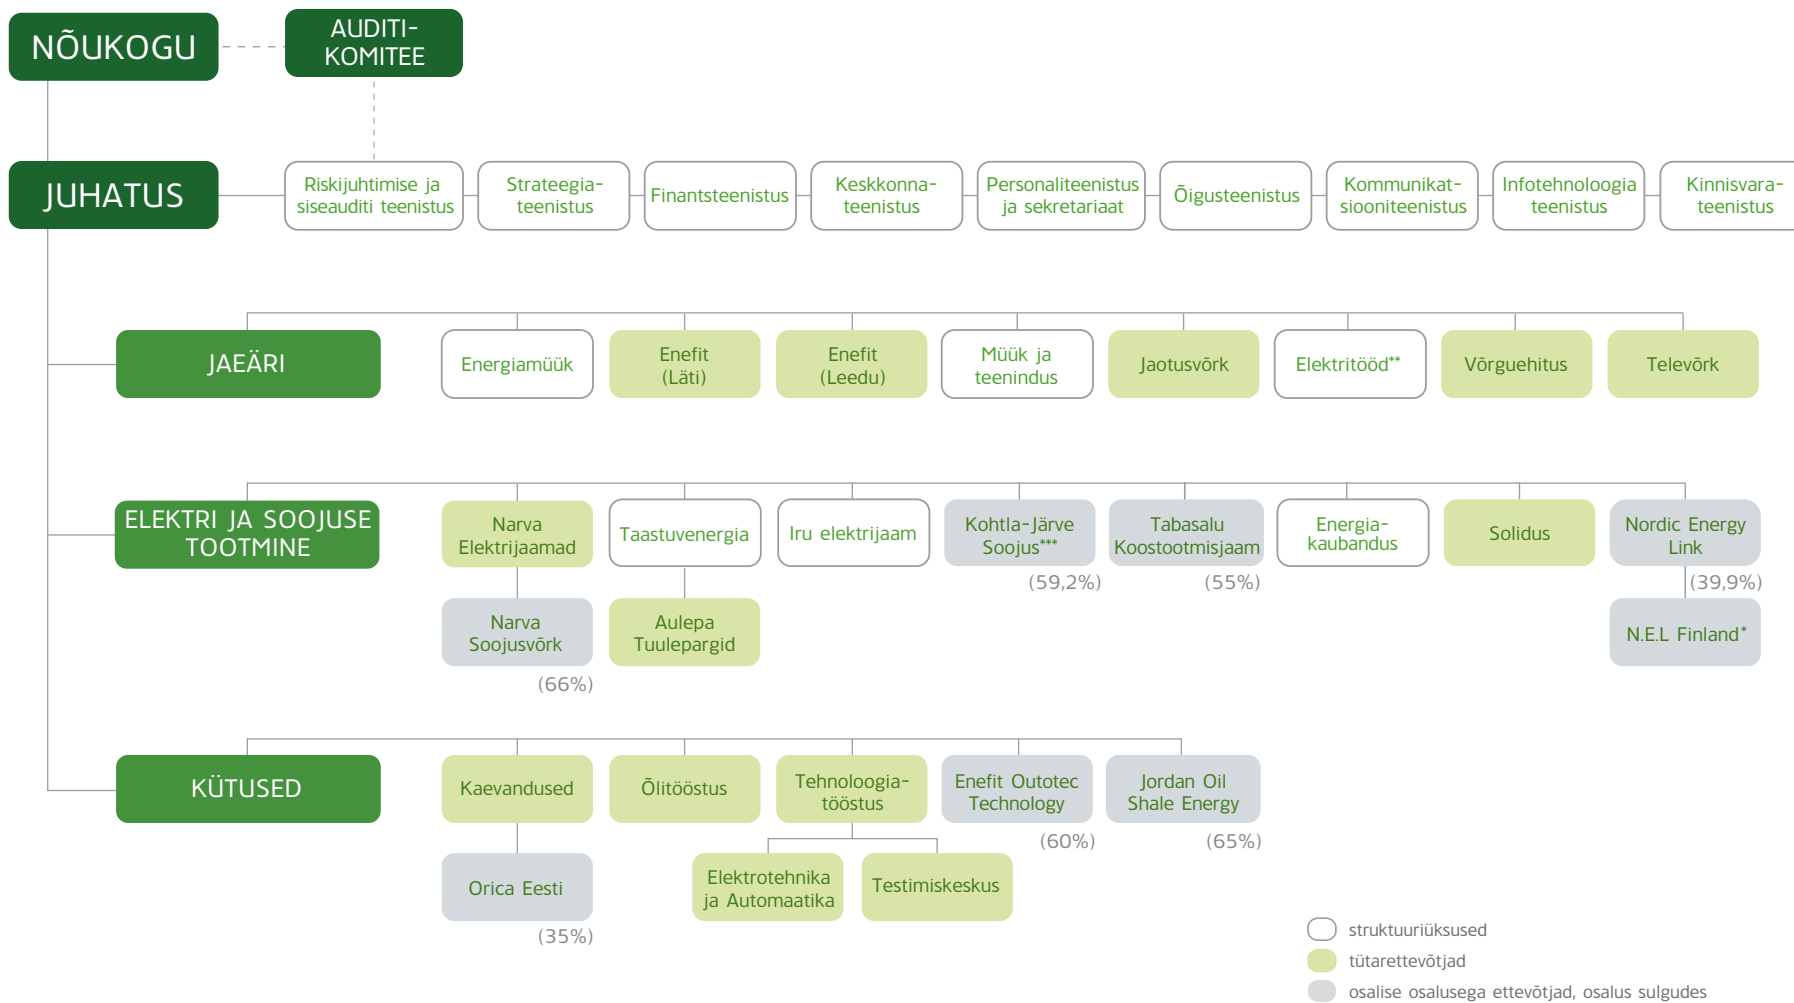 NÕUKOGU
AUDITI-
KOMITEE
JUHATUS
Riskijuhtimise ja
siseauditi teenistus
Strateegia-
teenistus
Finantsteenistus
Keskkonna-
teenistus
Personaliteenistus
ja sekretariaat
Õigusteenistus
Kommunikat-
siooniteenistus
Infotehnoloogia
teenistus
Kinnisvara-
teenistus
JAEÄRI
Energiamüük
Enefit
(Läti)
Enefit
(Leedu)
Müük ja
teenindus
Jaotusvõrk
Elektritööd**
Võrguehitus
Televõrk
ELEKTRI JA SOOJUSE
TOOTMINE
Narva
Elektrijaamad
Taastuvenergia
Iru elektrijaam
Kohtla-Järve
Soojus***
(59,2%)
Tabasalu
Koostootmisjaam
(55%)
Energia-
kaubandus
Solidus
Nordic Energy
Link
(39,9%)
Narva
Soojusvõrk
(66%)
Aulepa
Tuulepargid
N.E.L Finland*
KÜTUSED
Kaevandused
Õlitööstus
Tehnoloogia-
tööstus
Enefit Outotec
Technology
(60%)
Jordan Oil
Shale Energy
(65%)
Orica Eesti
(35%)
Elektrotehnika
ja Automaatika
Testimiskeskus
struktuuriüksused
tütarettevõtjad
osalise osalusega ettevõtjad, osalus sulgudes